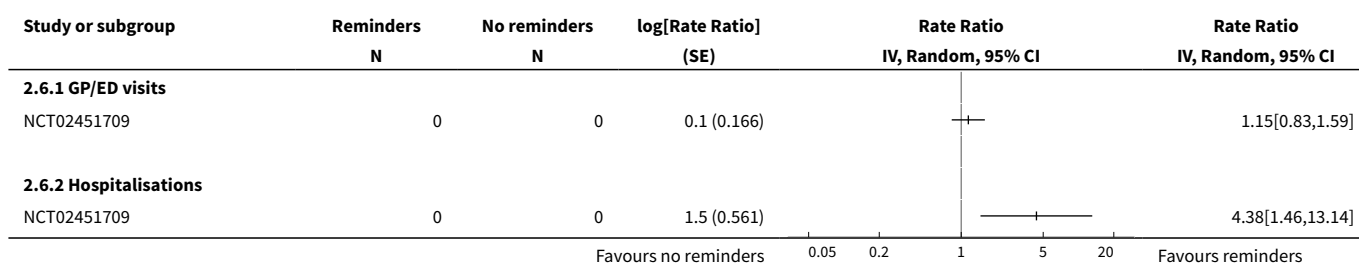 Study or subgroup Reminders No reminders log[Rate Ratio] Rate Ratio Rate Ratio
N N (SE) IV, Random, 95% CI IV, Random, 95% CI
2.6.1 GP/ED visits
NCT02451709 0 0 0.1 (0.166) 1.15[0.83,1.59]
2.6.2 Hospitalisations
NCT02451709 0 0 1.5 (0.561) 4.38[1.46,13.14]
Favours no reminders 0.05 0.2 1 5 20 Favours reminders